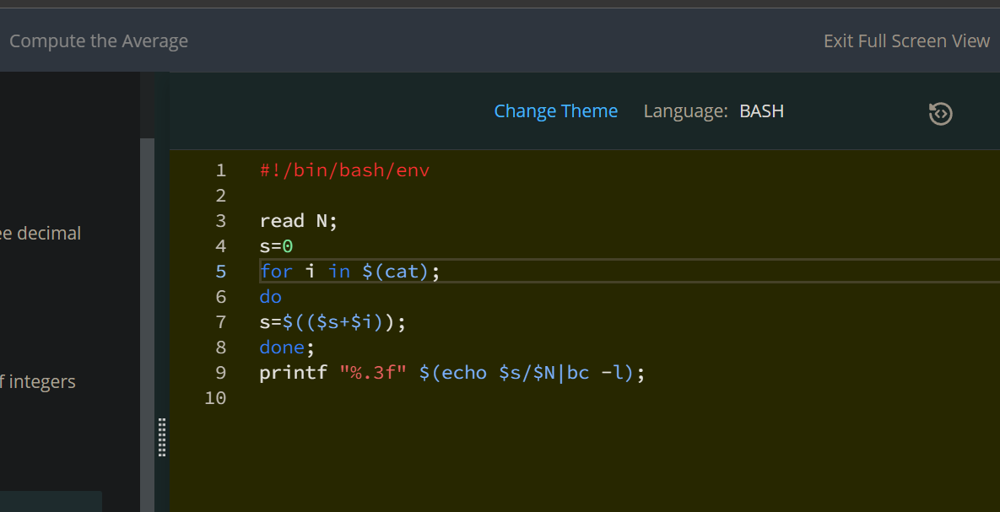 Compute the Average
Exit Full Screen View
Change Theme Language: BASH
1 #!/bin/bash/env
2
3 read N;
4 s=0
5 for i in $(cat);
6 do
7 s=$(($s+$i));
8 done;
9 printf "%.3f" $(echo $s/$N|bc -l);
10
decimal
integers